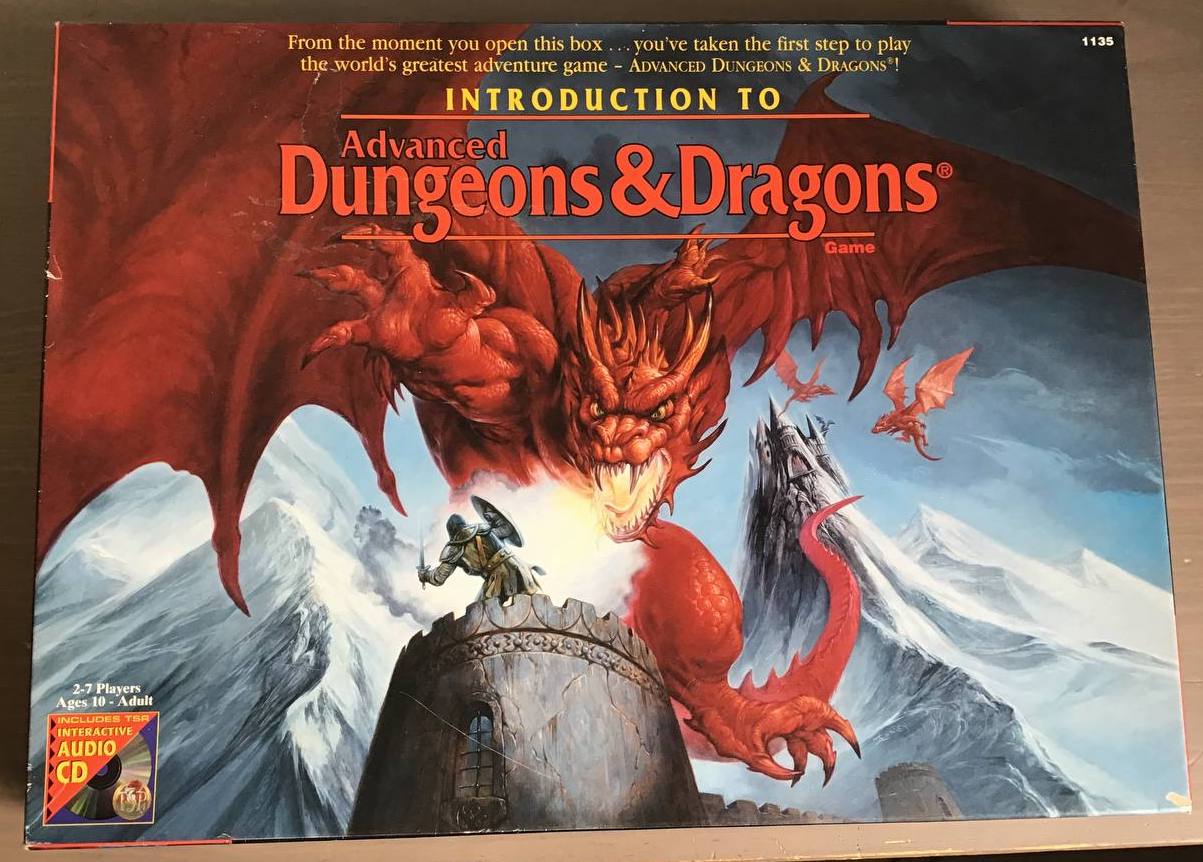 From the moment you open this box . . . you've taken the first step to play
the world's greatest adventure game – ADVANCED DUNGEONS & DRAGONS®!
1135
INTRODUCTION TO
Advanced
Dungeons & Dragons®
Game
2-7 Players
Ages 10 - Adult
INCLUDES TSR
INTERACTIVE
AUDIO
CD
TSR